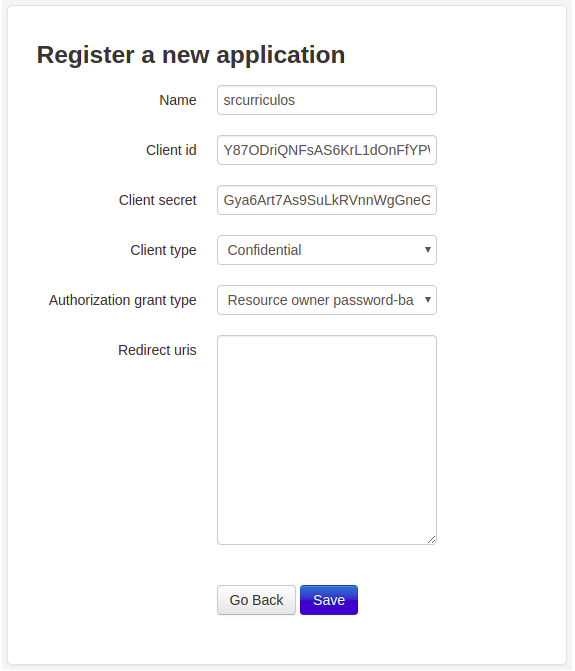 Register a new application
Name srcurriculos
Client id Y87ODriQNFsAS6KrL1dOnFfYP
Client secret Gya6Art7As9SuLkRVnnWgGneG
Client type Confidential
Authorization grant type Resource owner password-ba
Redirect uris
Go Back Save